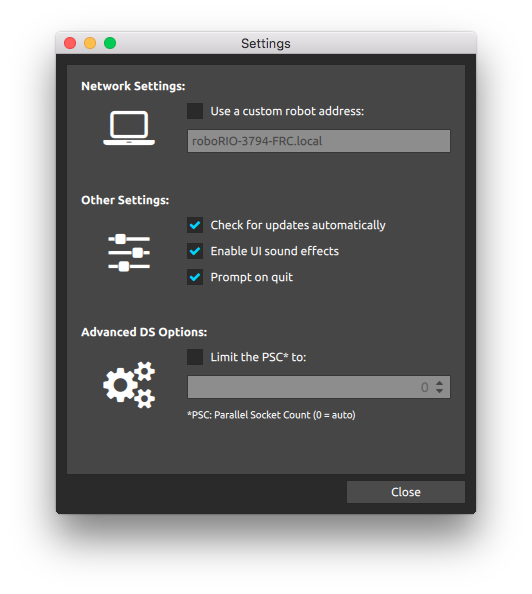 Settings
Network Settings:
Use a custom robot address:
roboRIO-3794-FRC.local
Other Settings:
Check for updates automatically
Enable UI sound effects
Prompt on quit
Advanced DS Options:
Limit the PSC* to:
0
*PSC: Parallel Socket Count (0 = auto)
Close